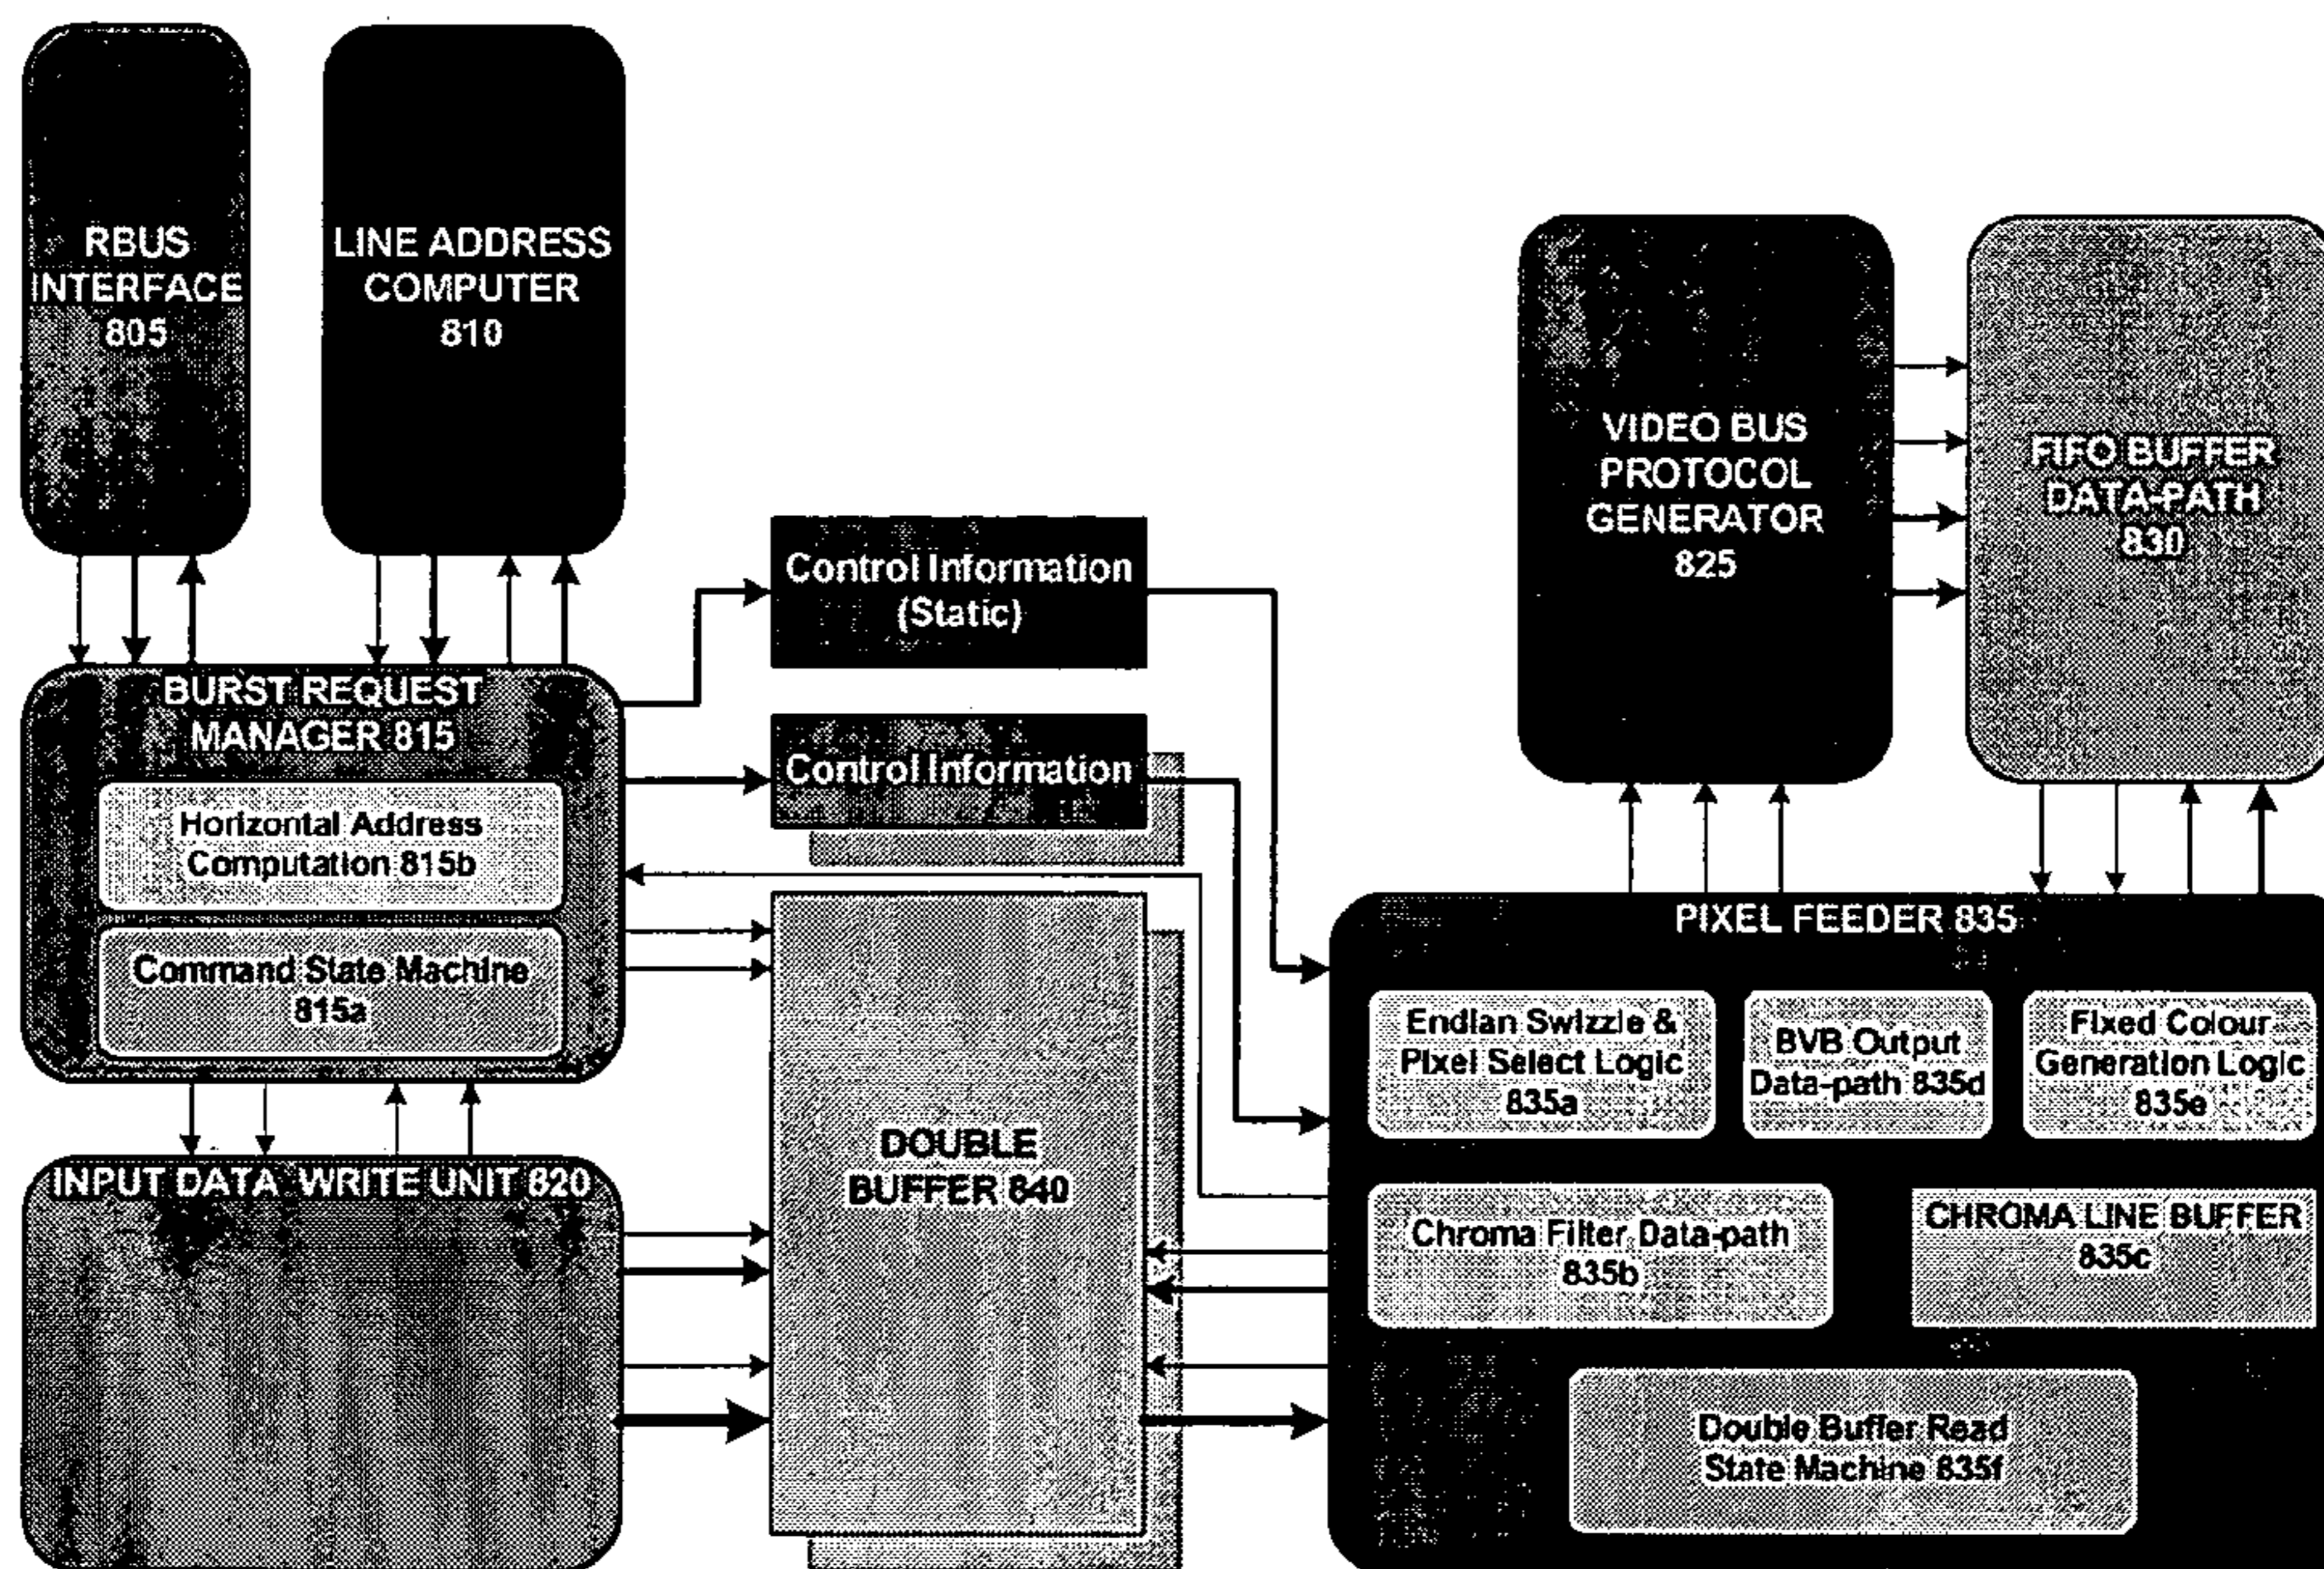 RBUS
INTERFACE
805
LINE ADDRESS
COMPUTER
810
VIDEO BUS
PROTOCOL
GENERATOR
825
FIFO BUFFER
DATA-PATH
830
Control Information
(Static)
BURST REQUEST
MANAGER 815
Control Information
Horizontal Address
Computation 815b
Command State Machine
815a
INPUT DATA WRITE UNIT 820
DOUBLE
BUFFER 840
PIXEL FEEDER 835
Endian Swizzle &
Pixel Select Logic
835a
BVB Output
Data-path 835d
Fixed Colour
Generation Logic
835e
Chroma Filter Data-path
835b
CHROMA LINE BUFFER
835c
Double Buffer Read
State Machine 835f